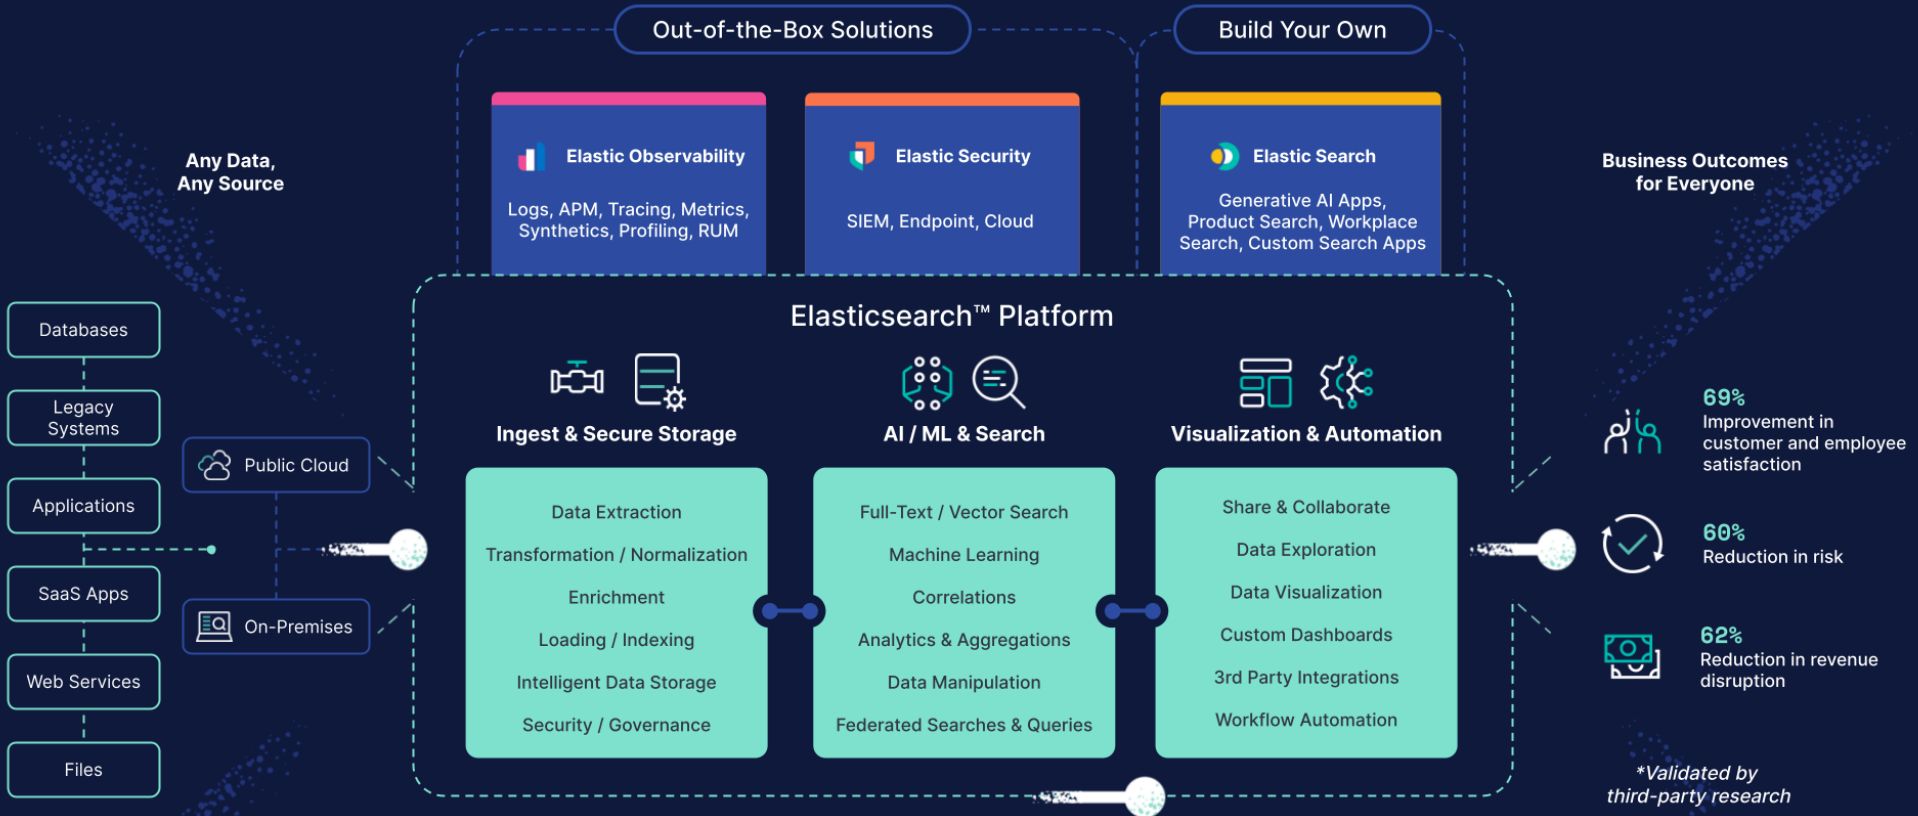 Out-of-the-Box Solutions
Build Your Own
Any Data,
Any Source
Elastic Observability
Logs, APM, Tracing, Metrics,
Synthetics, Profiling, RUM
Elastic Security
SIEM, Endpoint, Cloud
Elastic Search
Generative AI Apps,
Product Search, Workplace
Search, Custom Search Apps
Business Outcomes
for Everyone
Databases
Legacy
Systems
Applications
SaaS Apps
Web Services
Files
Public Cloud
On-Premises
Elasticsearch™ Platform
Ingest & Secure Storage
Data Extraction
Transformation / Normalization
Enrichment
Loading / Indexing
Intelligent Data Storage
Security / Governance
AI / ML & Search
Full-Text / Vector Search
Machine Learning
Correlations
Analytics & Aggregations
Data Manipulation
Federated Searches & Queries
Visualization & Automation
Share & Collaborate
Data Exploration
Data Visualization
Custom Dashboards
3rd Party Integrations
Workflow Automation
69%
Improvement in
customer and employee
satisfaction
60%
Reduction in risk
62%
Reduction in revenue
disruption
*Validated by
third-party research